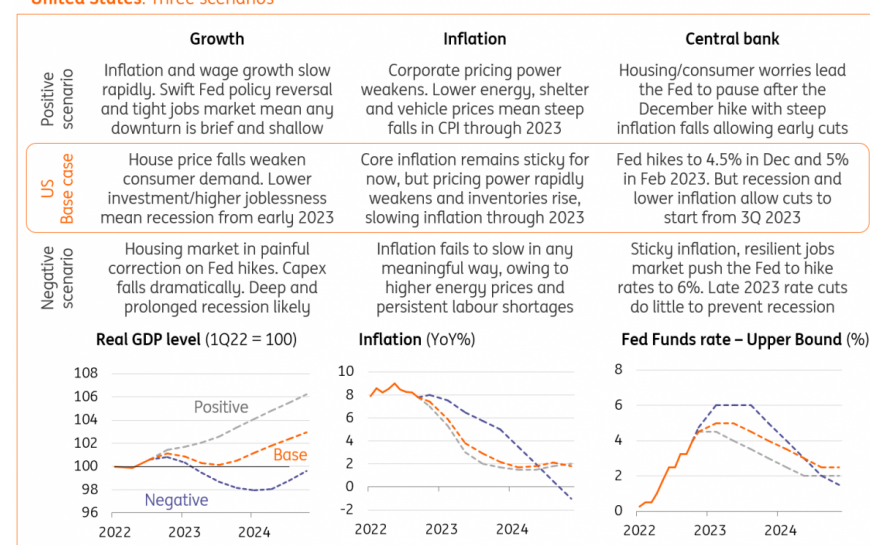 United States: Three scenarios
Growth
Inflation
Central bank
Positive
scenario
Inflation and wage growth slow
rapidly. Swift Fed policy reversal
and tight jobs market mean any
downturn is brief and shallow
Corporate pricing power
weakens. Lower energy, shelter
and vehicle prices mean steep
falls in CPI through 2023
Housing/consumer worries lead
the Fed to pause after the
December hike with steep
inflation falls allowing early cuts
US
Base case
House price falls weaken
consumer demand. Lower
investment/higher joblessness
mean recession from early 2023
Core inflation remains sticky for
now, but pricing power rapidly
weakens and inventories rise,
slowing inflation through 2023
Fed hikes to 4.5% in Dec and 5%
in Feb 2023. But recession and
lower inflation allow cuts to
start from 3Q 2023
Negative
scenario
Housing market in painful
correction on Fed hikes. Capex
falls dramatically. Deep and
prolonged recession likely
Inflation fails to slow in any
meaningful way, owing to
higher energy prices and
persistent labour shortages
Sticky inflation, resilient jobs
market push the Fed to hike
rates to 6%. Late 2023 rate cuts
do little to prevent recession
Real GDP level (1Q22 = 100)
108
106
104
102
100
98
96
Positive
Base
Negative
2022
2023
2024
Inflation (YoY%)
10
8
6
4
2
0
-2
2022
2023
2024
Fed Funds rate – Upper Bound (%)
8
6
4
2
0
2022
2023
2024